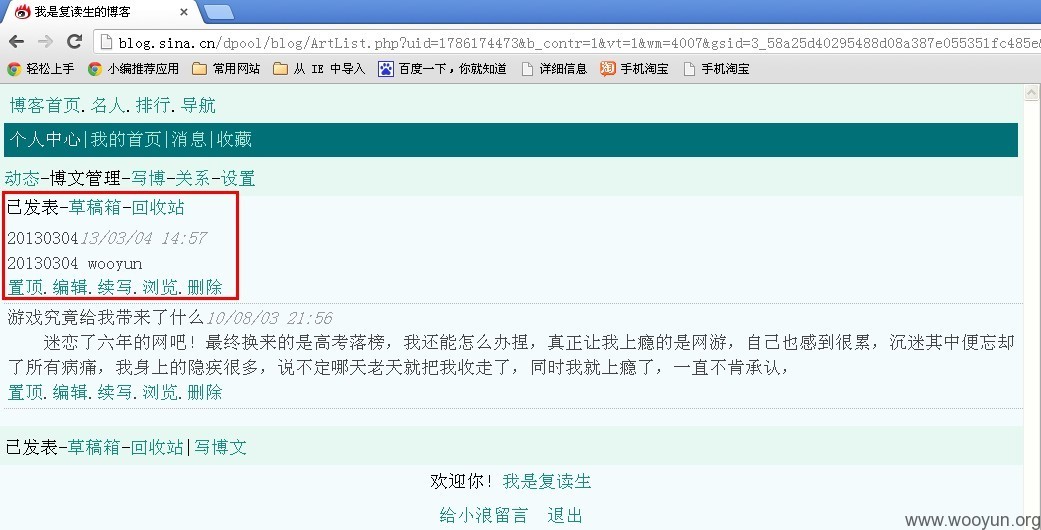 我是复读生的博客
blog.sina.cn/dpool/blog/ArtList.php?uid=1786174473&b_contr=1&vt=1&wm=4007&gsid=3_58a25d40295488d08a387e055351fc485e&
轻松上手 小编推荐应用 常用网站 从 IE 中导入 百度一下，你就知道 详细信息 淘 手机淘宝 手机淘宝
博客首页.名人.排行.导航
个人中心|我的首页|消息|收藏
动态-博文管理-写博-关系-设置
已发表-草稿箱-回收站
20130304 13/03/04 14:57
20130304 wooyun
置顶.编辑.续写.浏览.删除
游戏究竟给我带来了什么 10/08/03 21:56
迷恋了六年的网吧！最终换来的是高考落榜，我还能怎么办捏，真正让我上瘾的是网游，自己也感到很累，沉迷其中便忘却
了所有病痛，我身上的隐疾很多，说不定哪天老天就把我收走了，同时我就上瘾了，一直不肯承认，
置顶.编辑.续写.浏览.删除
已发表-草稿箱-回收站|写博文
欢迎你！我是复读生
给小浪留言 退出
www.wooyun.org